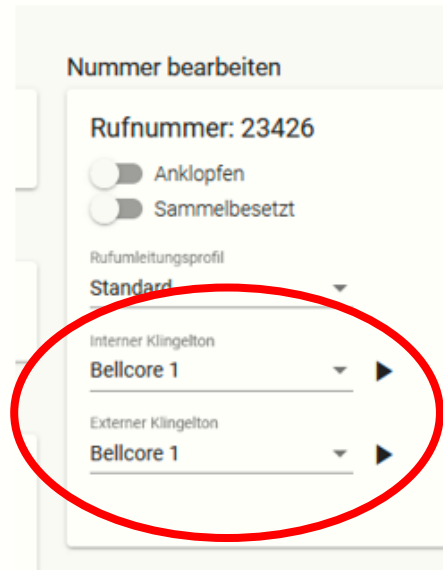 Nummer bearbeiten
Rufnummer: 23426
Anklopfen
Sammelbesetzt
Rufumleitungsprofil
Standard
Interner Klingelton
Bellcore 1
Externer Klingelton
Bellcore 1